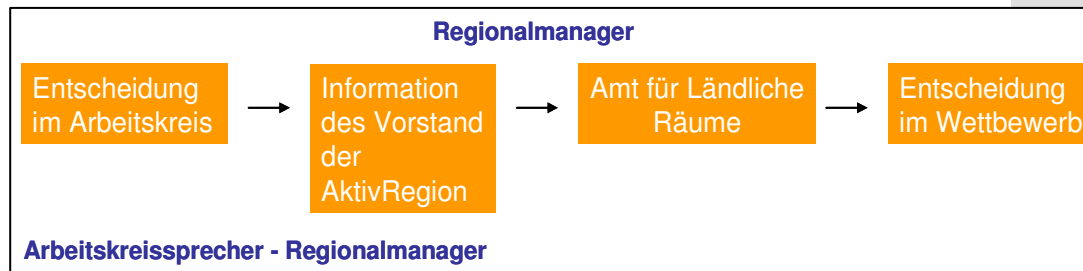 Regionalmanager
Entscheidung
im Arbeitskreis
Information
des Vorstand
der
AktivRegion
Amt für Ländliche
Räume
Entscheidung
im Wettbewerb
Arbeitskreissprecher - Regionalmanager